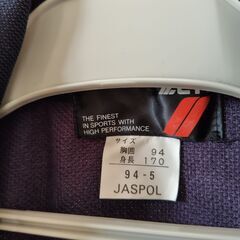 THE FINEST
IN SPORTS WITH
HIGH PERFORMANCE
サイズ
胸囲 94
身長 170
94-5
JASPOL